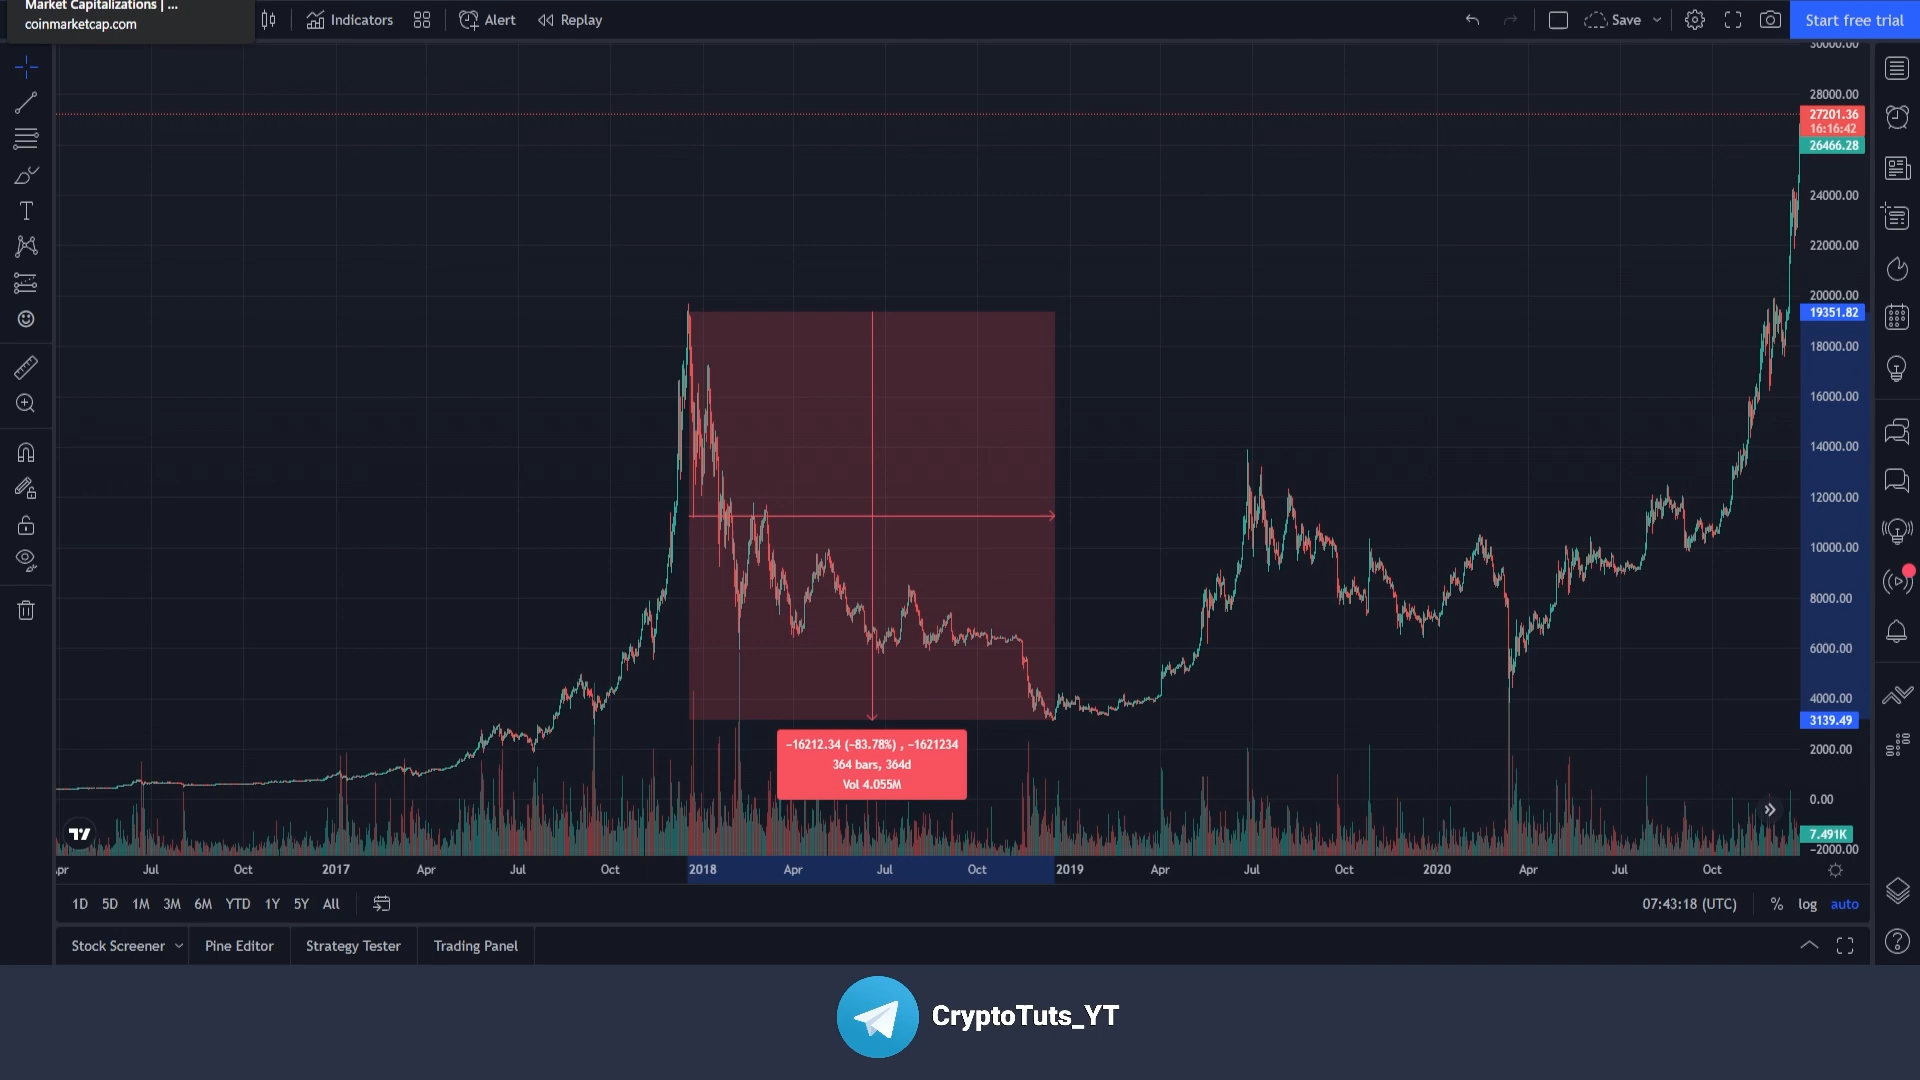 Market Capitalizations | ...
coinmarketcap.com
Indicators
Alert
Replay
Save
Start free trial
30000.00
28000.00
27201.36
16:16:42
26466.28
24000.00
22000.00
20000.00
19351.82
18000.00
16000.00
14000.00
12000.00
10000.00
8000.00
6000.00
4000.00
3139.49
2000.00
0.00
7.491K
−2000.00
−16212.34 (−83.78%) , −1621234
364 bars, 364d
Vol 4.055M
pr Jul Oct 2017 Apr Jul Oct 2018 Apr Jul Oct 2019 Apr Jul Oct 2020 Apr Jul Oct
1D 5D 1M 3M 6M YTD 1Y 5Y All
07:43:18 (UTC) % log auto
Stock Screener Pine Editor Strategy Tester Trading Panel
CryptoTuts_YT